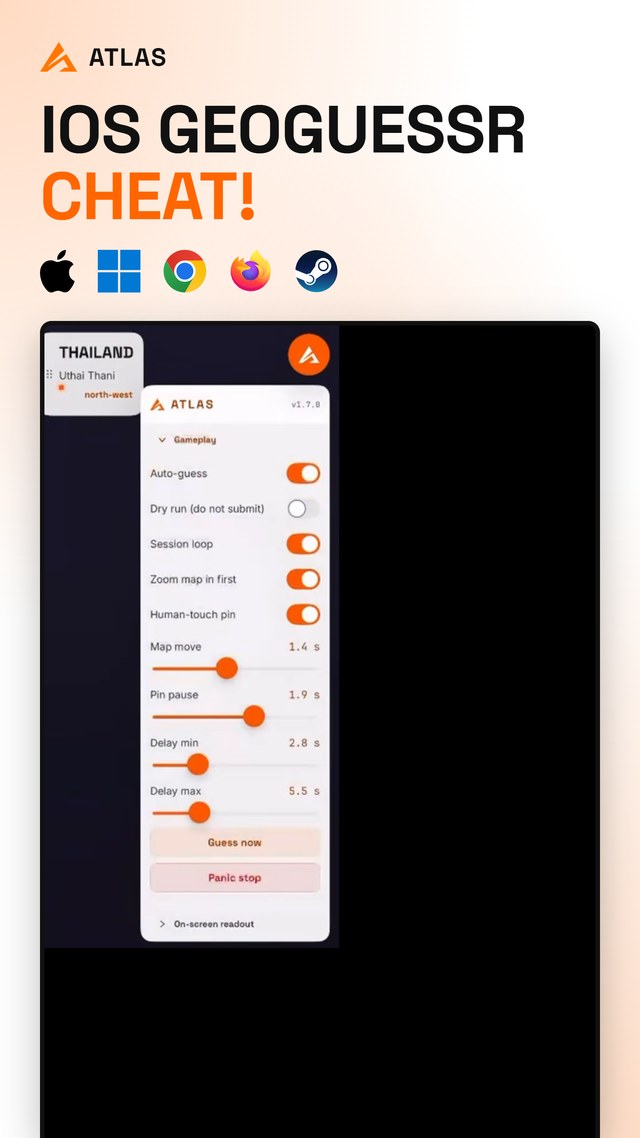 ATLAS
IOS GEOGUESSR
CHEAT!
THAILAND
Uthai Thani
north-west
ATLAS v1.7.0
Gameplay
Auto-guess
Dry run (do not submit)
Session loop
Zoom map in first
Human-touch pin
Map move 1.4 s
Pin pause 1.9 s
Delay min 2.8 s
Delay max 5.5 s
Guess now
Panic stop
On-screen readout